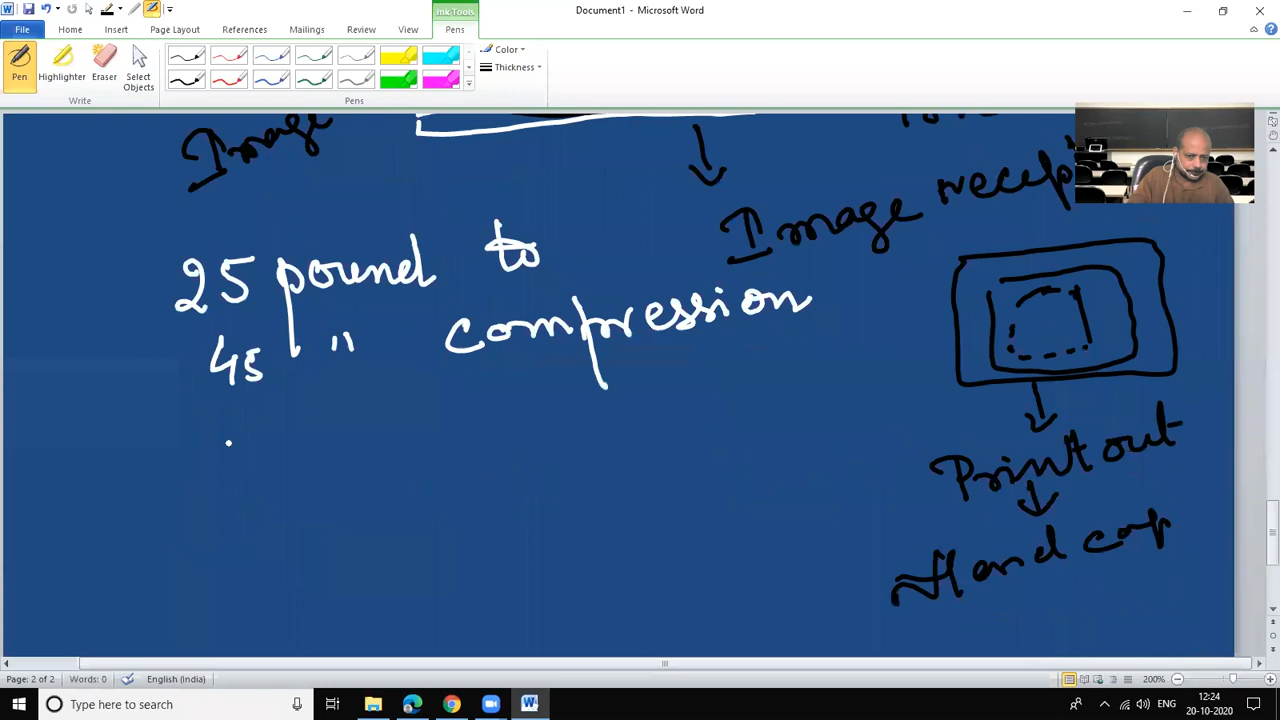 Document1 - Microsoft Word
Ink Tools
File Home Insert Page Layout References Mailings Review View Pens
Pen Highlighter Eraser Select Objects
Color
Thickness
Write Pens
Image
Image recep
25 pound to
45 " compression
Print out
Hand cop
Page: 2 of 2 Words: 0 English (India) 200%
Type here to search
ENG
12:24
20-10-2020